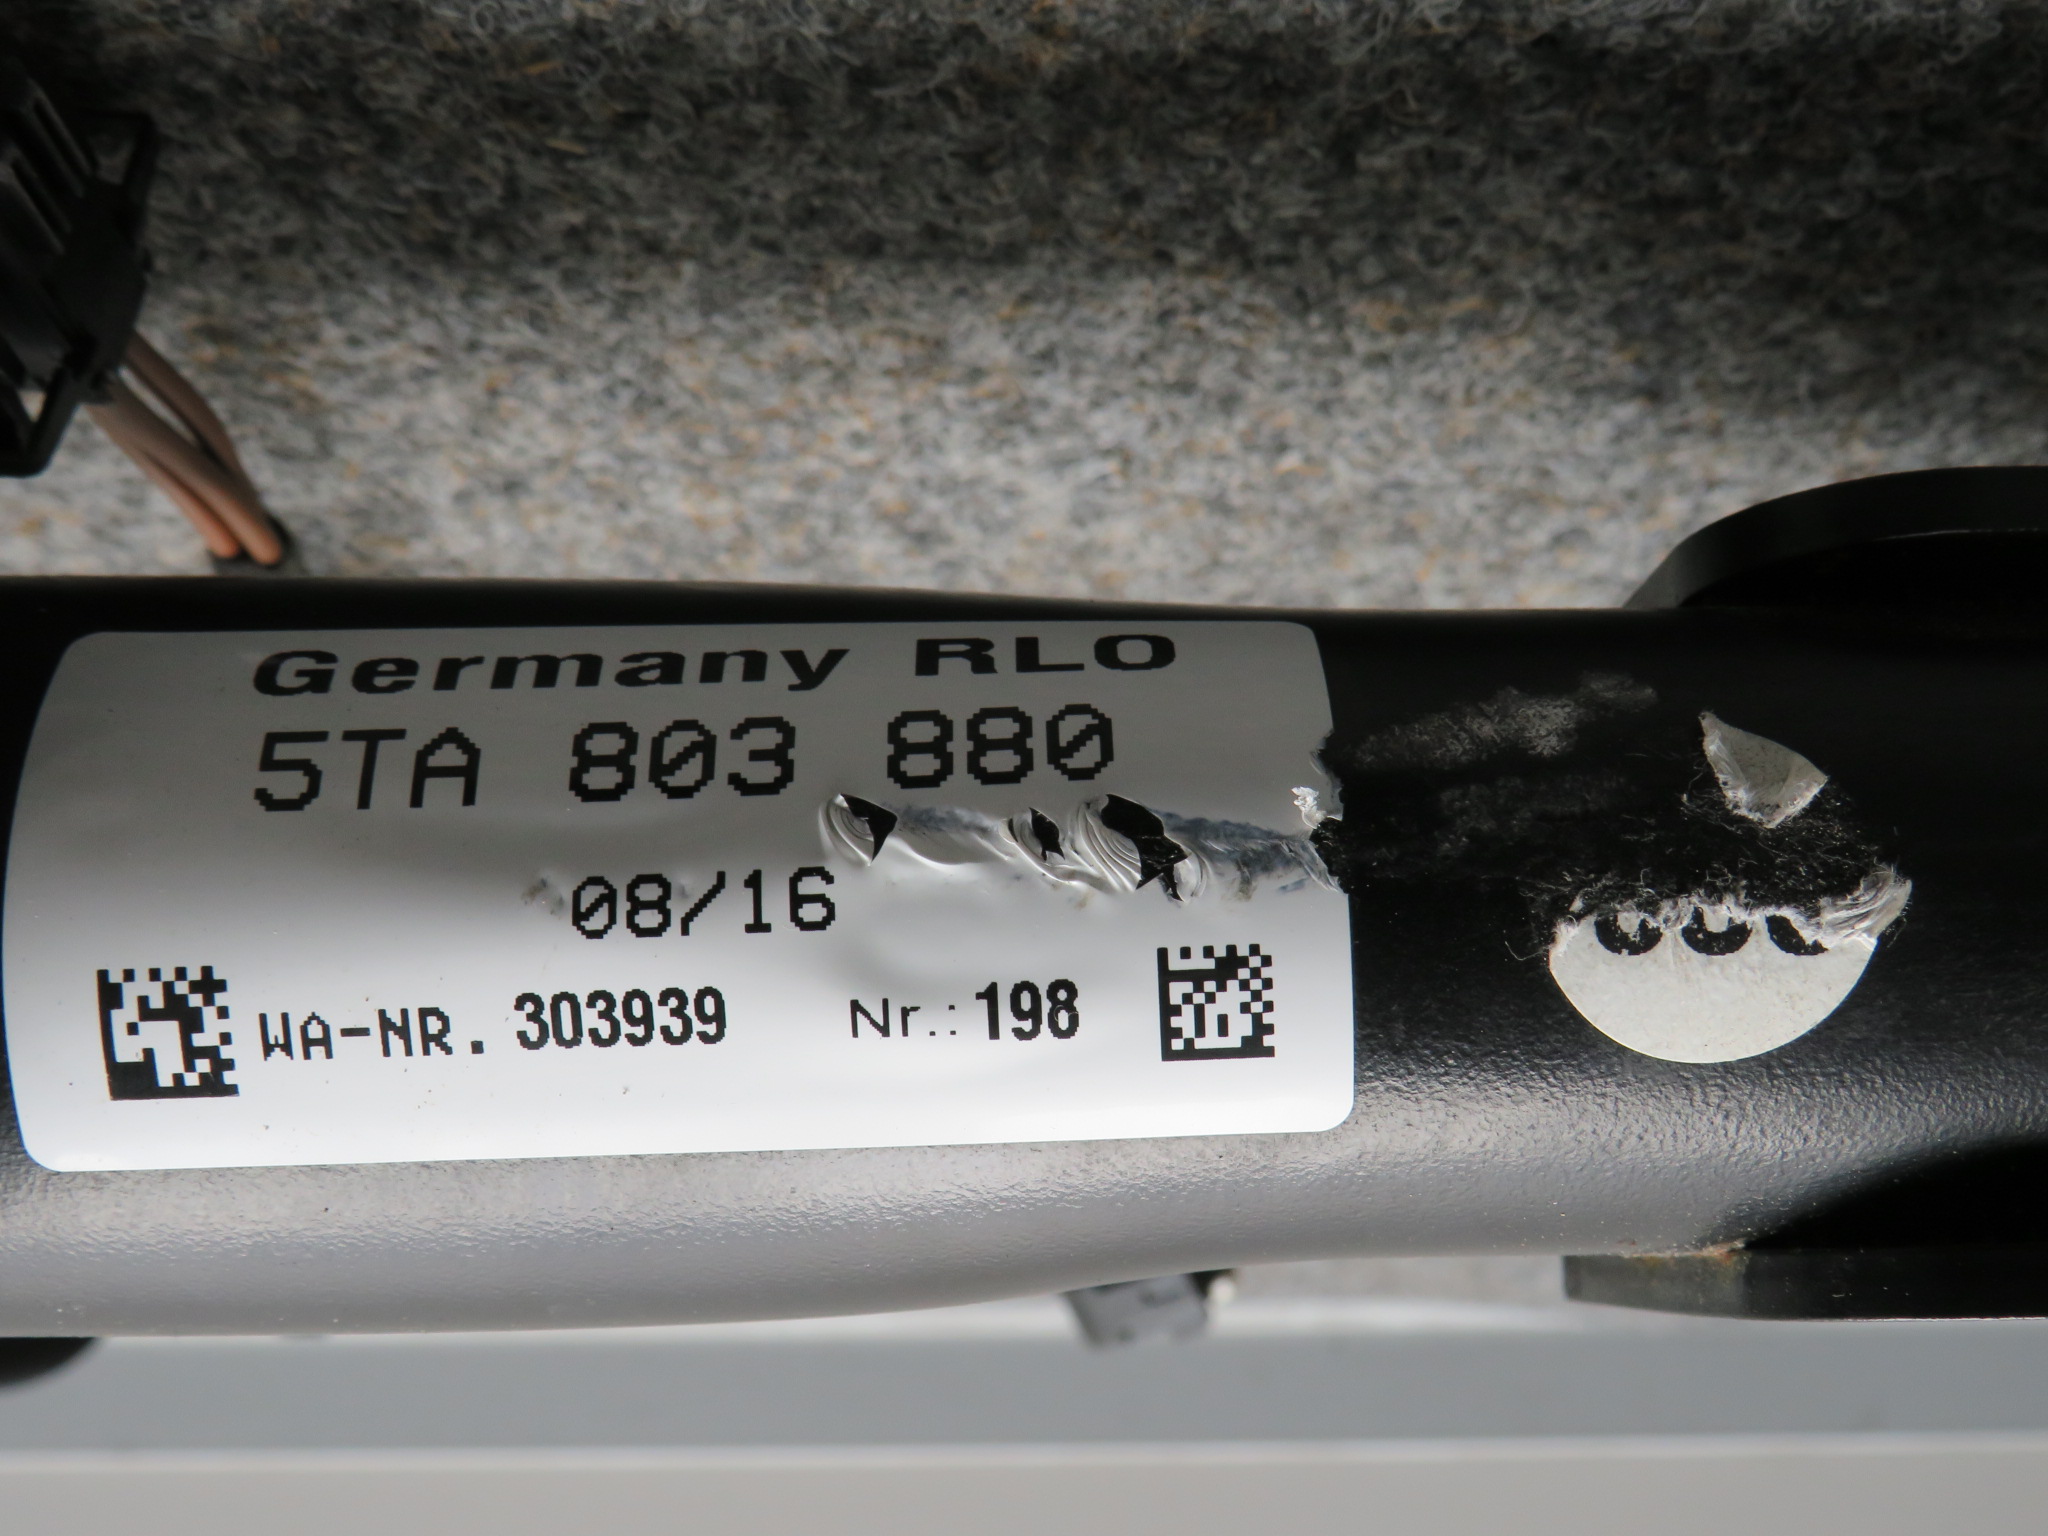 Germany RLO
5TA 803 880
08/16
WA-NR. 303939 Nr.: 198